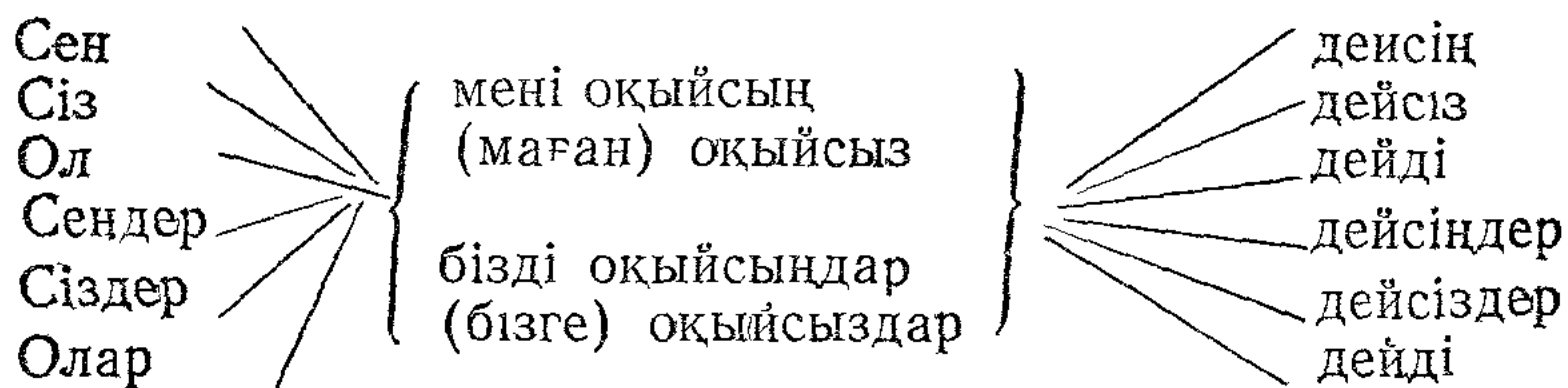 Сен
Сіз
Ол
Сендер
Сіздер
Олар
мені оқыйсың
(маған) оқыйсыз
бізді оқыйсыңдар
(бізге) оқыйсыздар
деисің
дейсіз
дейді
дейсіңдер
дейсіздер
дейді